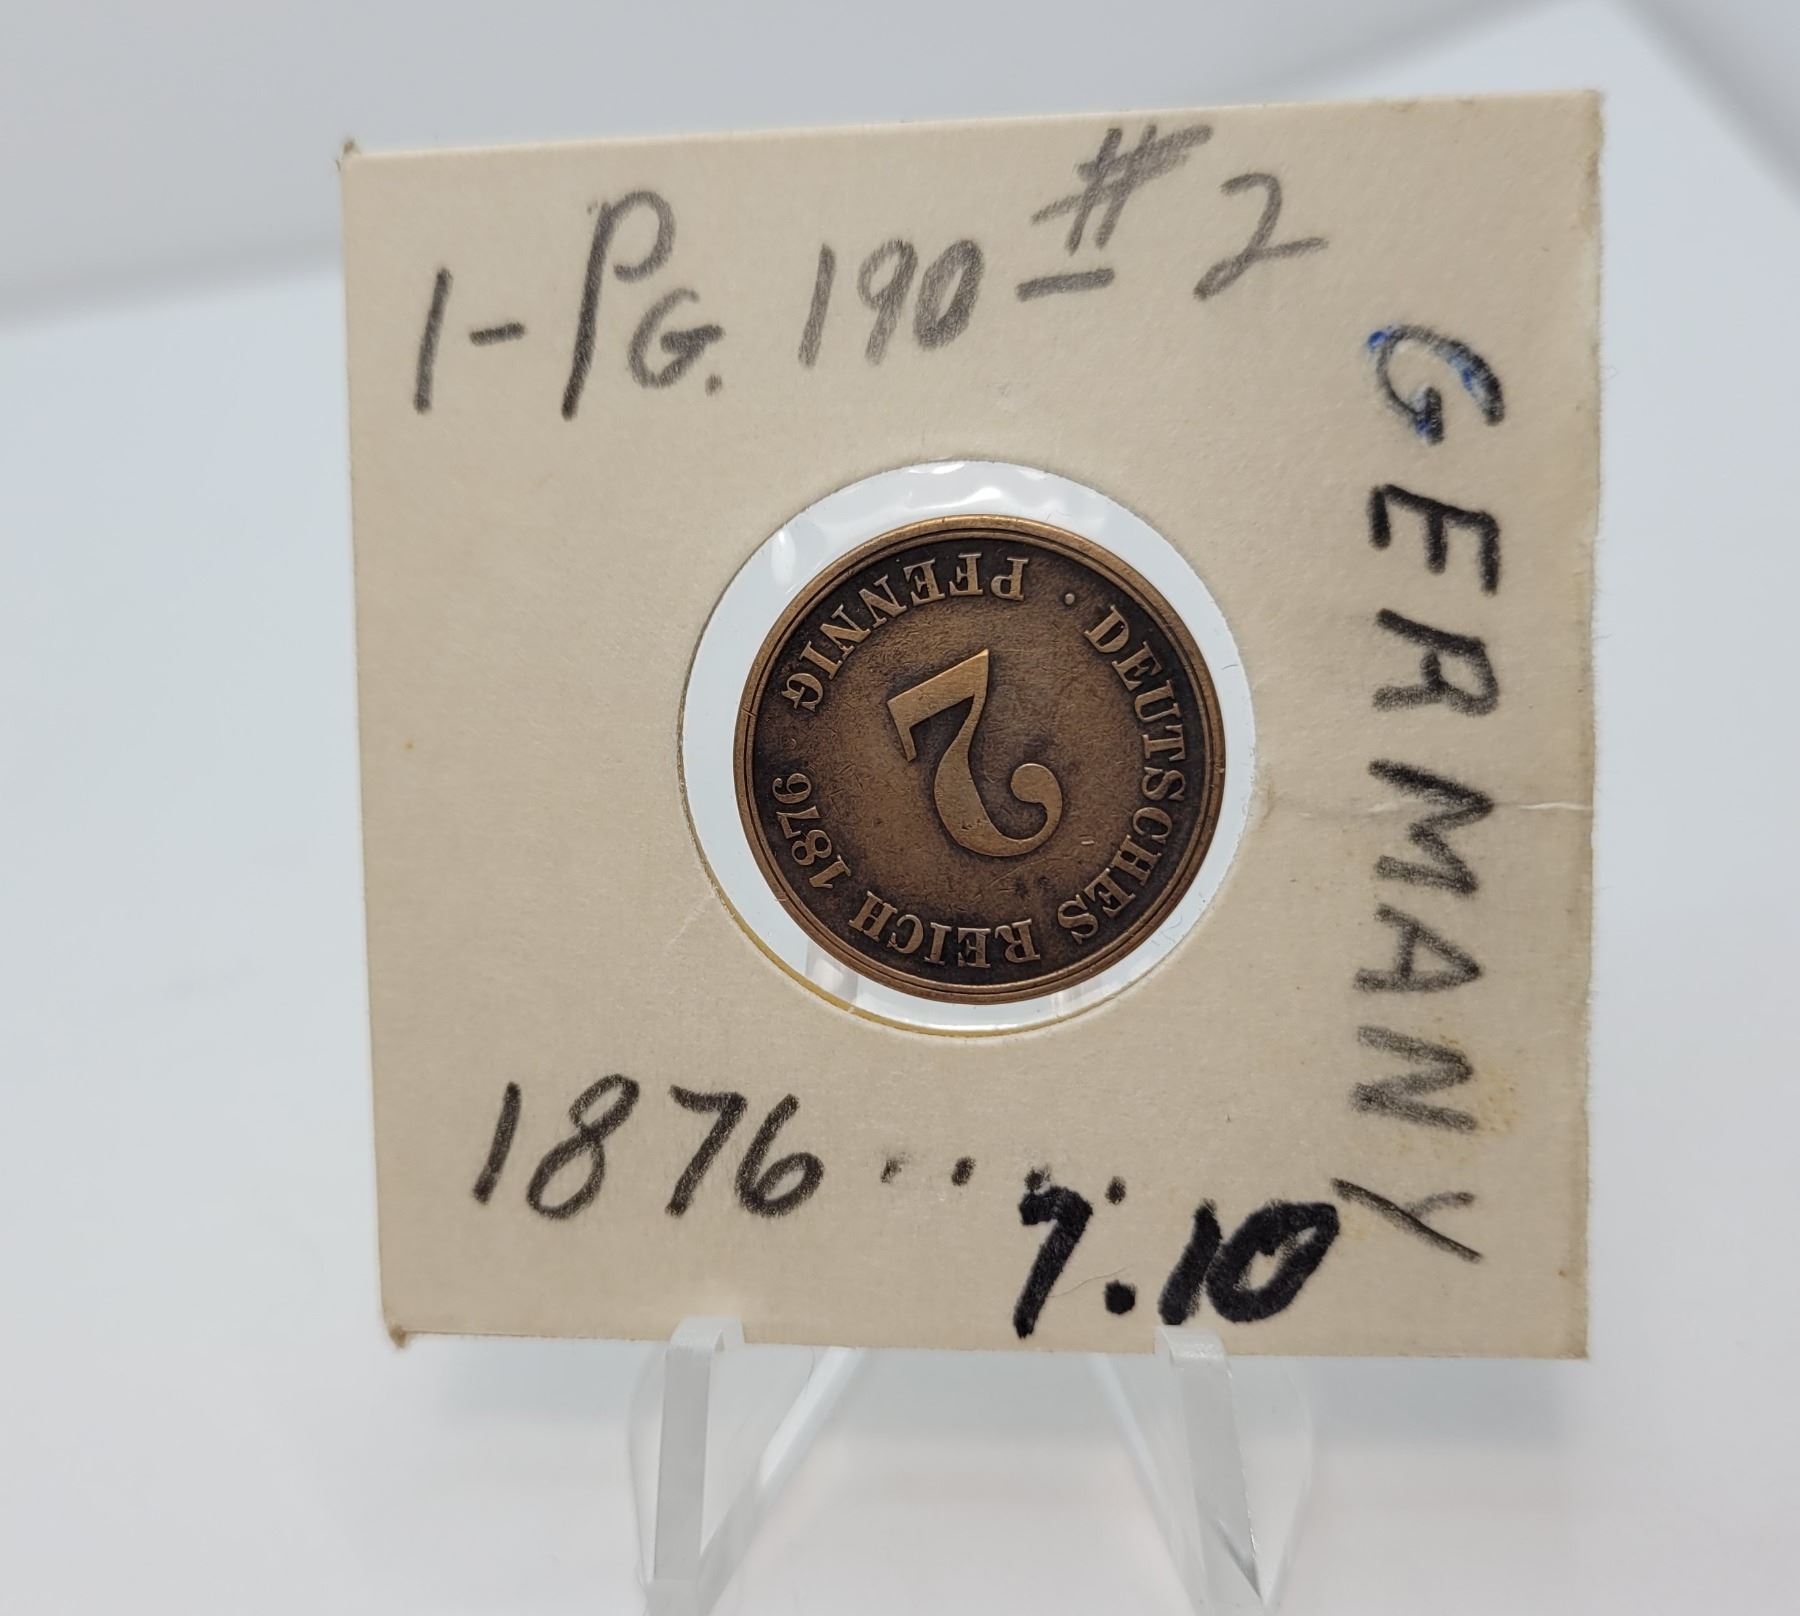 1-PG. 190 #2
GERMANY
DEUTSCHES REICH 1876
2
PFENNIG
1876....
7.10